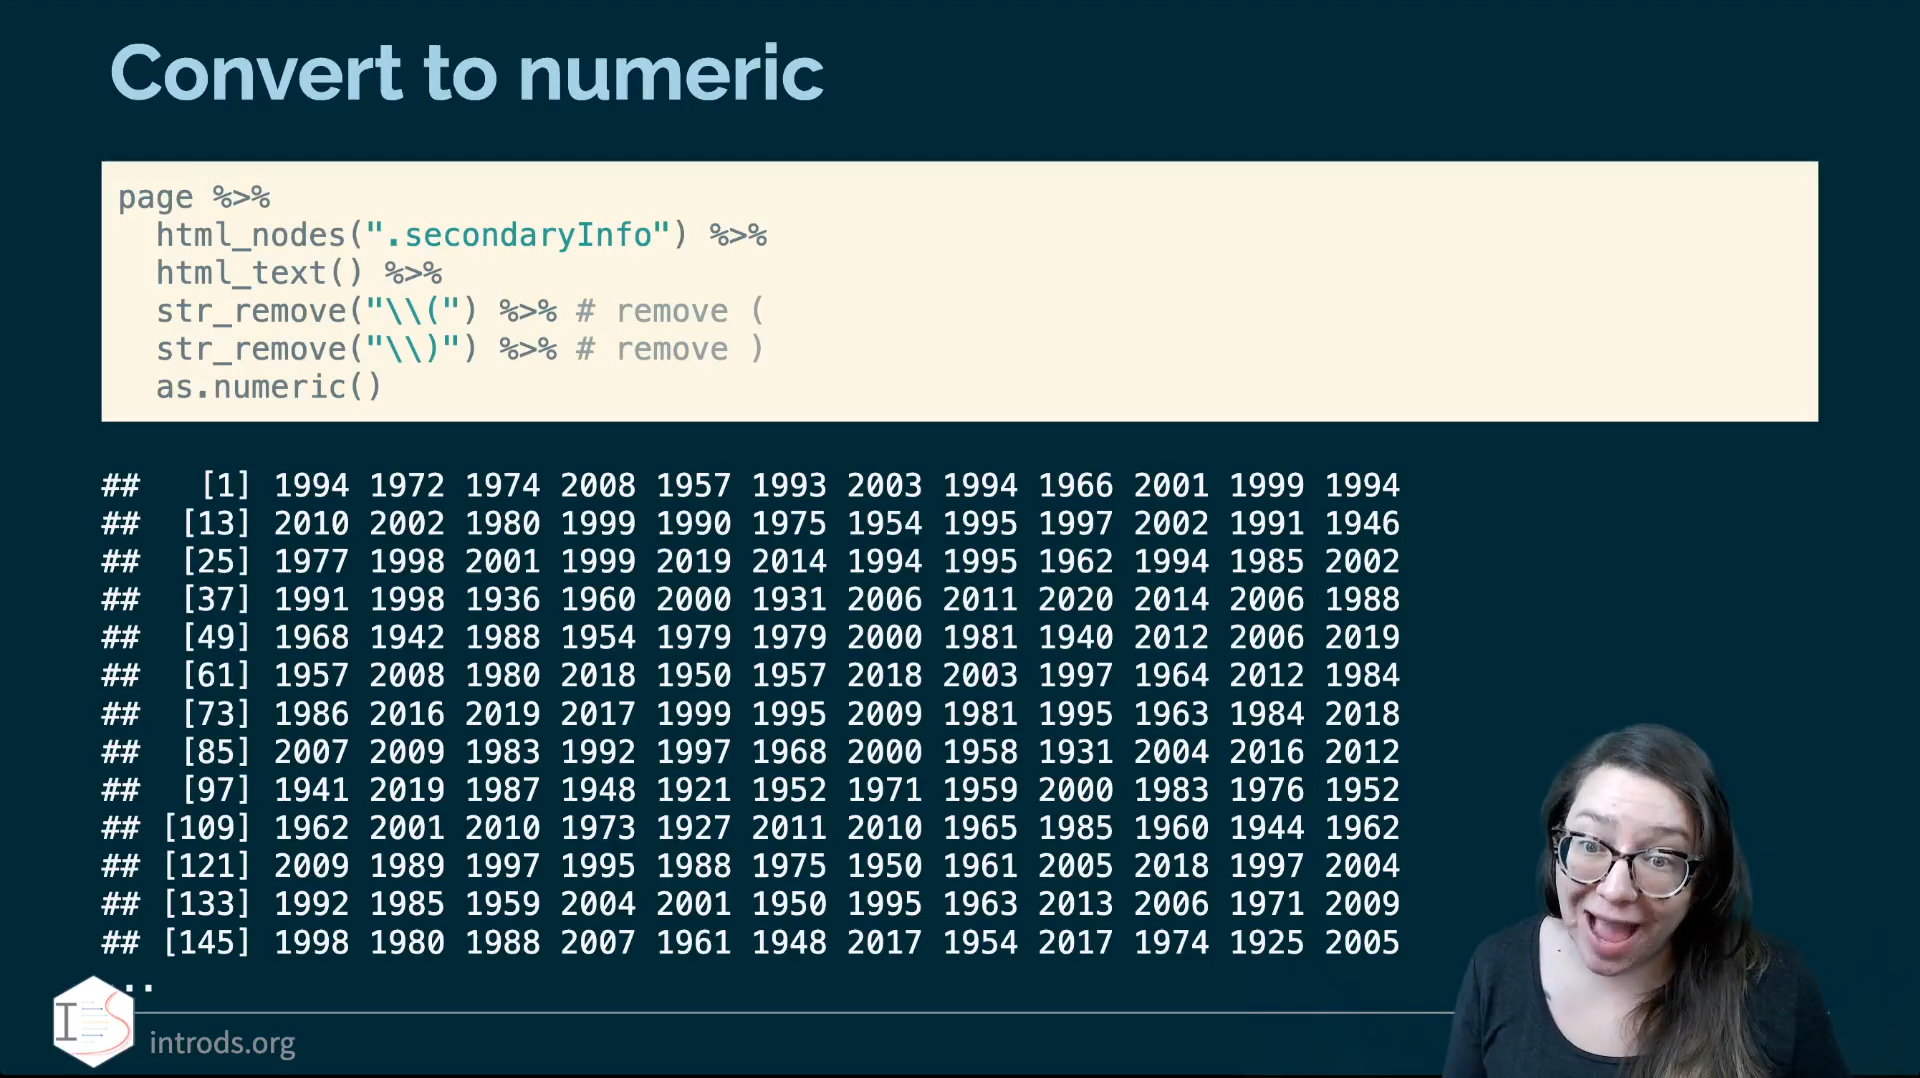 Convert to numeric
page %>%
  html_nodes(".secondaryInfo") %>%
  html_text() %>%
  str_remove("\\(") %>% # remove (
  str_remove("\\)") %>% # remove )
  as.numeric()
##   [1] 1994 1972 1974 2008 1957 1993 2003 1994 1966 2001 1999 1994
##  [13] 2010 2002 1980 1999 1990 1975 1954 1995 1997 2002 1991 1946
##  [25] 1977 1998 2001 1999 2019 2014 1994 1995 1962 1994 1985 2002
##  [37] 1991 1998 1936 1960 2000 1931 2006 2011 2020 2014 2006 1988
##  [49] 1968 1942 1988 1954 1979 1979 2000 1981 1940 2012 2006 2019
##  [61] 1957 2008 1980 2018 1950 1957 2018 2003 1997 1964 2012 1984
##  [73] 1986 2016 2019 2017 1999 1995 2009 1981 1995 1963 1984 2018
##  [85] 2007 2009 1983 1992 1997 1968 2000 1958 1931 2004 2016 2012
##  [97] 1941 2019 1987 1948 1921 1952 1971 1959 2000 1983 1976 1952
## [109] 1962 2001 2010 1973 1927 2011 2010 1965 1985 1960 1944 1962
## [121] 2009 1989 1997 1995 1988 1975 1950 1961 2005 2018 1997 2004
## [133] 1992 1985 1959 2004 2001 1950 1995 1963 2013 2006 1971 2009
## [145] 1998 1980 1988 2007 1961 1948 2017 1954 2017 1974 1925 2005
..
IDS
introds.org